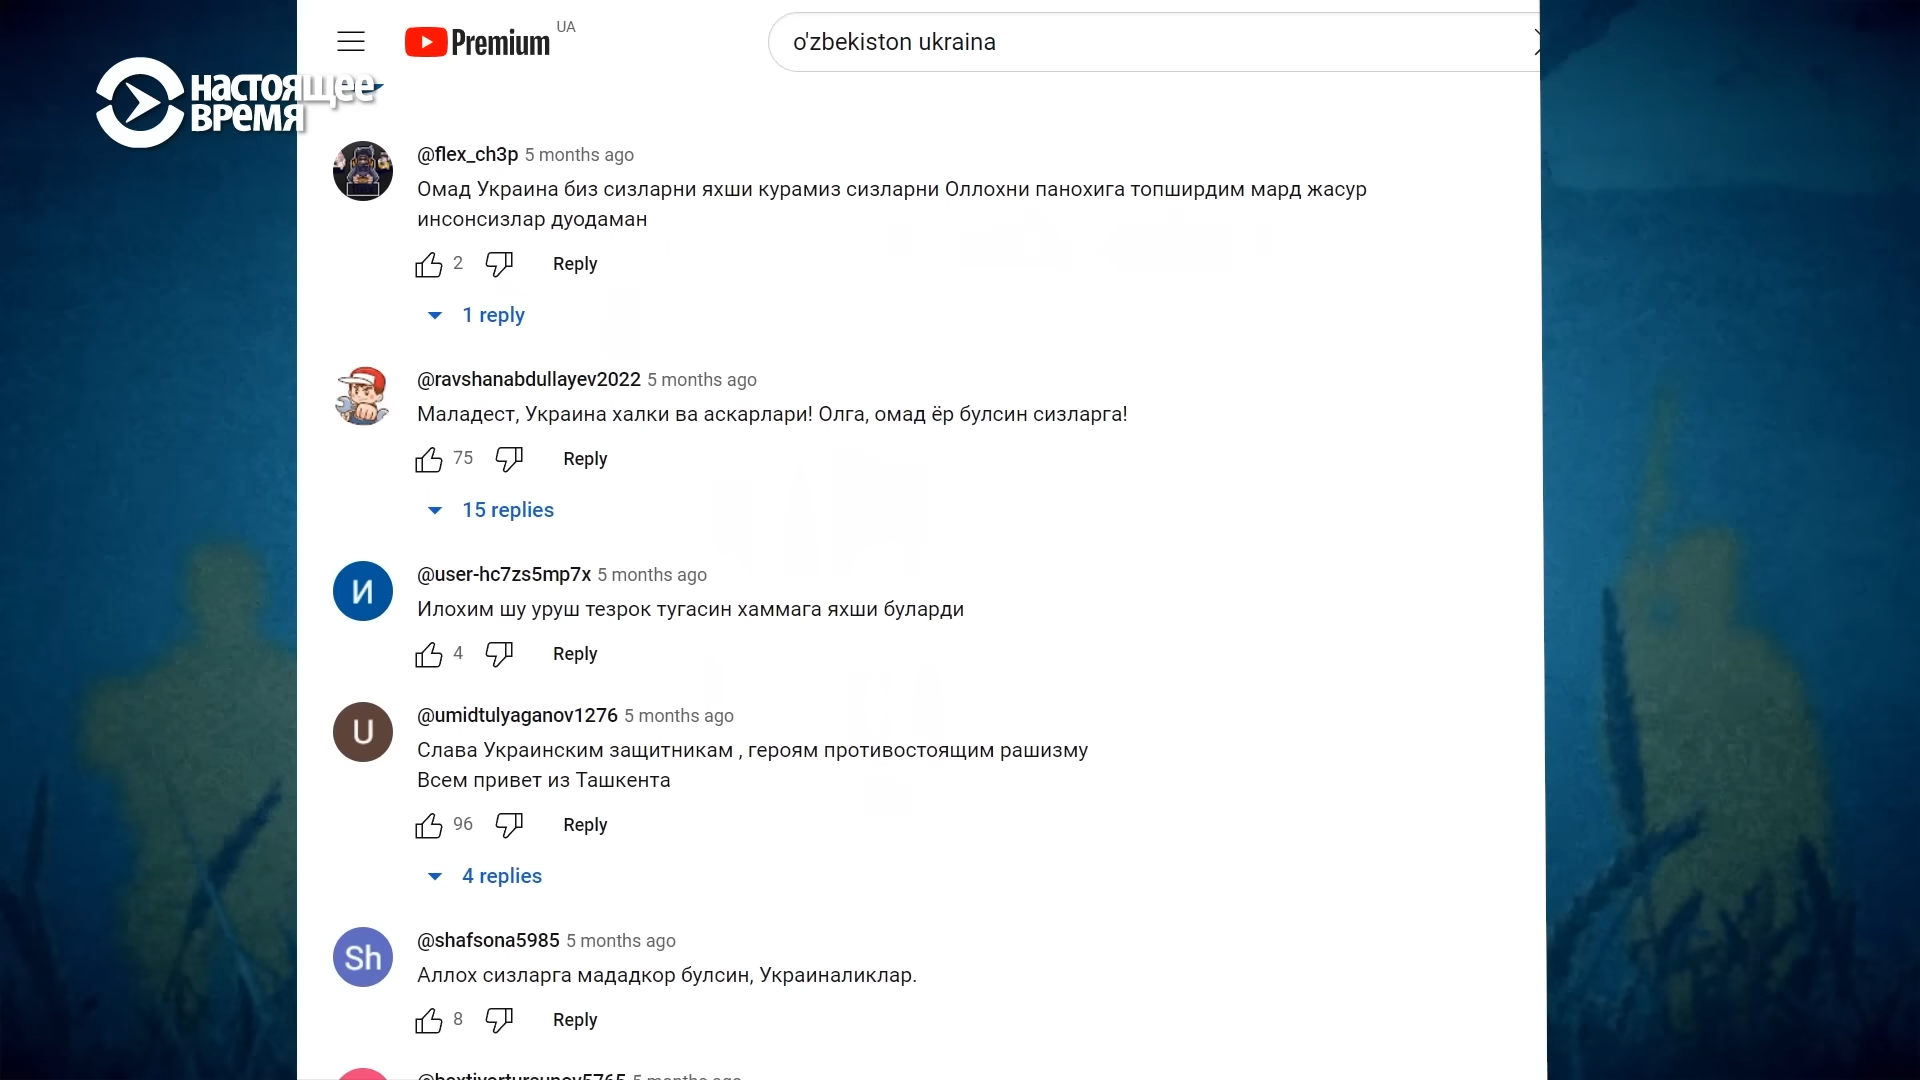 UA
Premium
o'zbekiston ukraina
НАСТОЯЩЕЕ
ВРЕМЯ
@flex_ch3p 5 months ago
Омад Украина биз сизларни яхши курамиз сизларни Оллохни панохига топширдим мард жасур
инсонсизлар дуодаман
2 Reply
1 reply
@ravshanabdullayev2022 5 months ago
Маладест, Украина халки ва аскарлари! Олга, омад ёр булсин сизларга!
75 Reply
15 replies
И
@user-hc7zs5mp7x 5 months ago
Илохим шу уруш тезрок тугасин хаммага яхши буларди
4 Reply
U
@umidtulyaganov1276 5 months ago
Слава Украинским защитникам , героям противостоящим рашизму
Всем привет из Ташкента
96 Reply
4 replies
Sh
@shafsona5985 5 months ago
Аллох сизларга мададкор булсин, Украиналиклар.
8 Reply
5 months ago